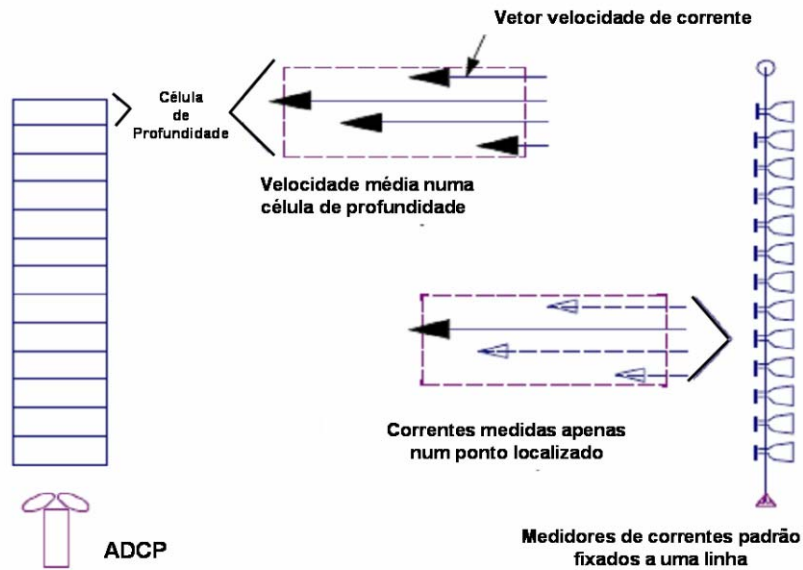 Vetor velocidade de corrente
Célula
de
Profundidade
Velocidade média numa
célula de profundidade
Correntes medidas apenas
num ponto localizado
ADCP
Medidores de correntes padrão
fixados a uma linha